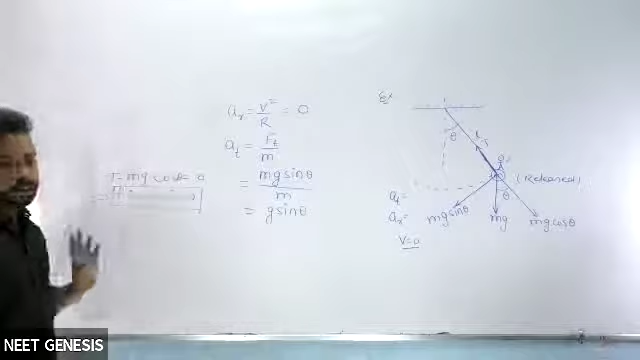 T - mg cosθ = 0
aᵣ = v²/R = 0
aₜ = Fₜ/m
= mg sinθ/m
= g sinθ
Ex
θ
T
(Released)
θ
aₜ =
aᵣ =
V = 0
mg sinθ
mg
mg cosθ
NEET GENESIS